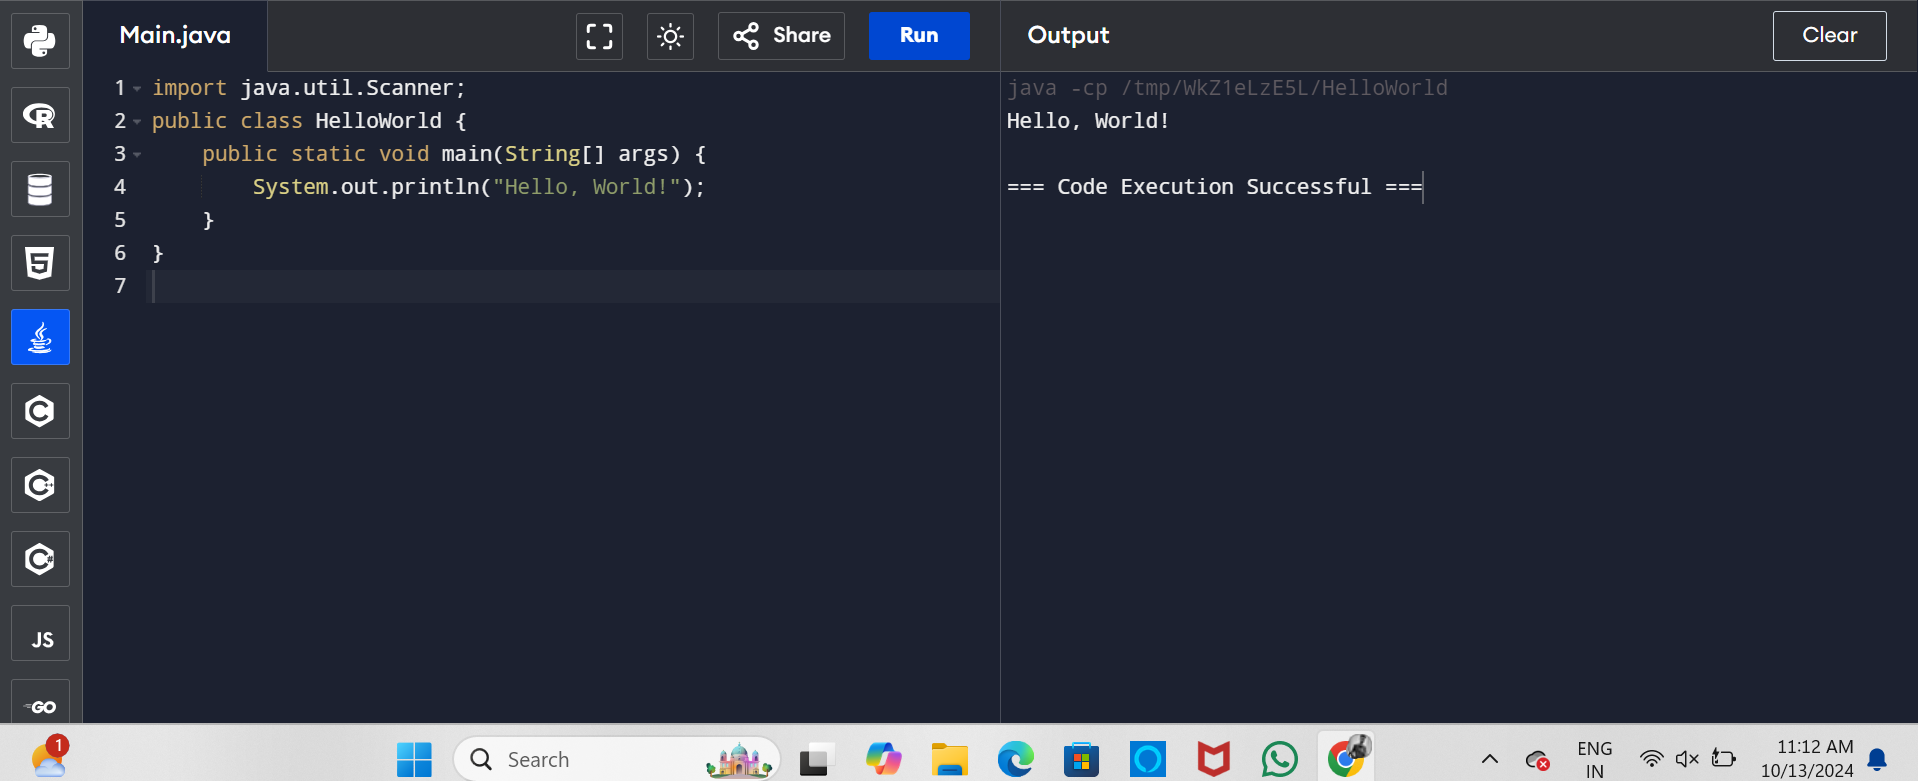 Main.java
Share
Run
Output
Clear
1 import java.util.Scanner;
2 public class HelloWorld {
3     public static void main(String[] args) {
4         System.out.println("Hello, World!");
5     }
6 }
7
java -cp /tmp/WkZ1eLzE5L/HelloWorld
Hello, World!
=== Code Execution Successful ===
R
5
C
C++
C#
JS
GO
1
Search
ENG
IN
11:12 AM
10/13/2024